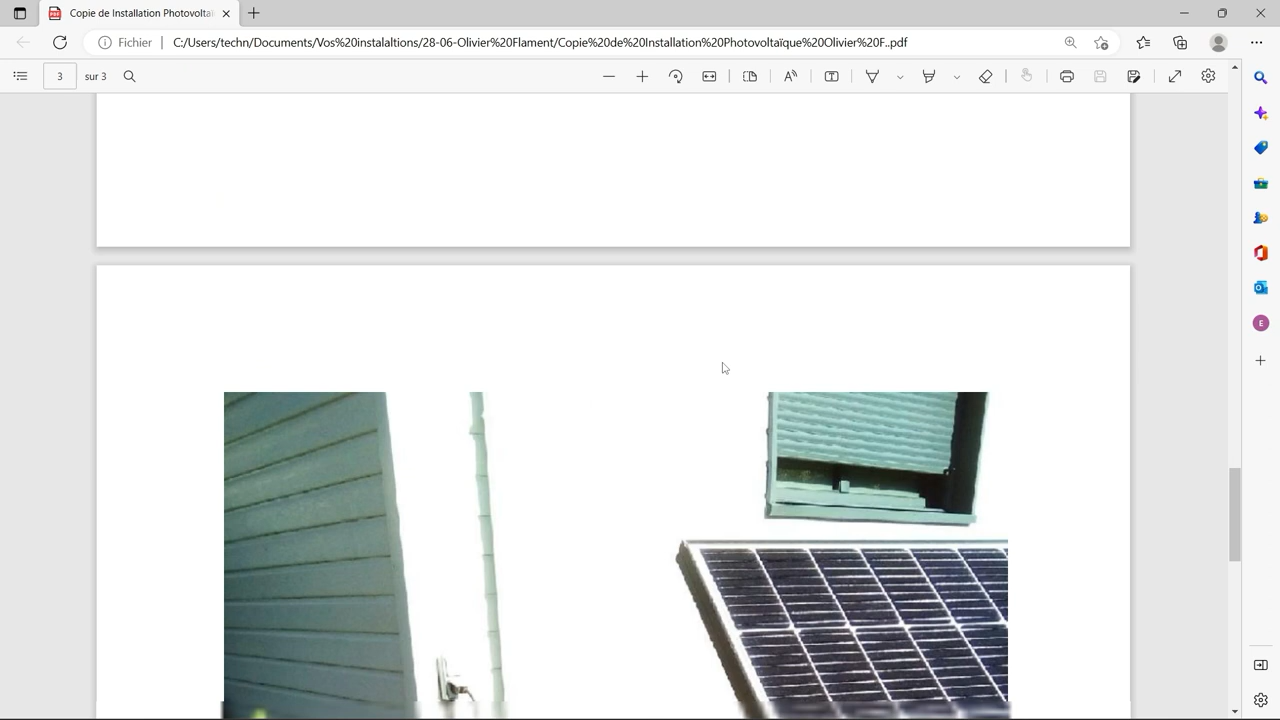 Copie de Installation Photovolta
Fichier
C:/Users/techn/Documents/Vos%20instalaltions/28-06-Olivier%20Flament/Copie%20de%20Installation%20Photovoltaïque%20Olivier%20F..pdf
3
sur 3
E